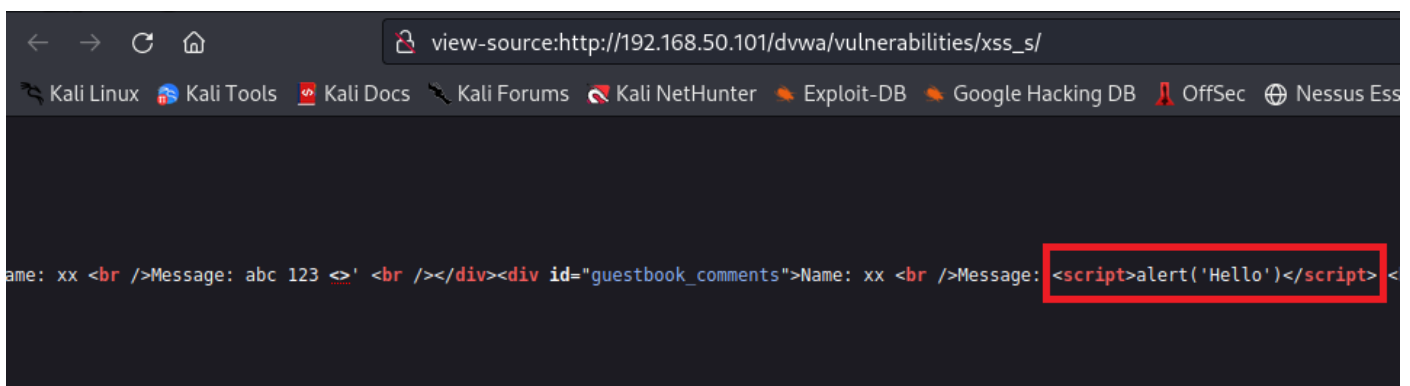 view-source:http://192.168.50.101/dvwa/vulnerabilities/xss_s/
Kali Linux Kali Tools Kali Docs Kali Forums Kali NetHunter Exploit-DB Google Hacking DB OffSec Nessus Ess
ame: xx <br />Message: abc 123 <>' <br /></div><div id="guestbook_comments">Name: xx <br />Message: <script>alert('Hello')</script> <